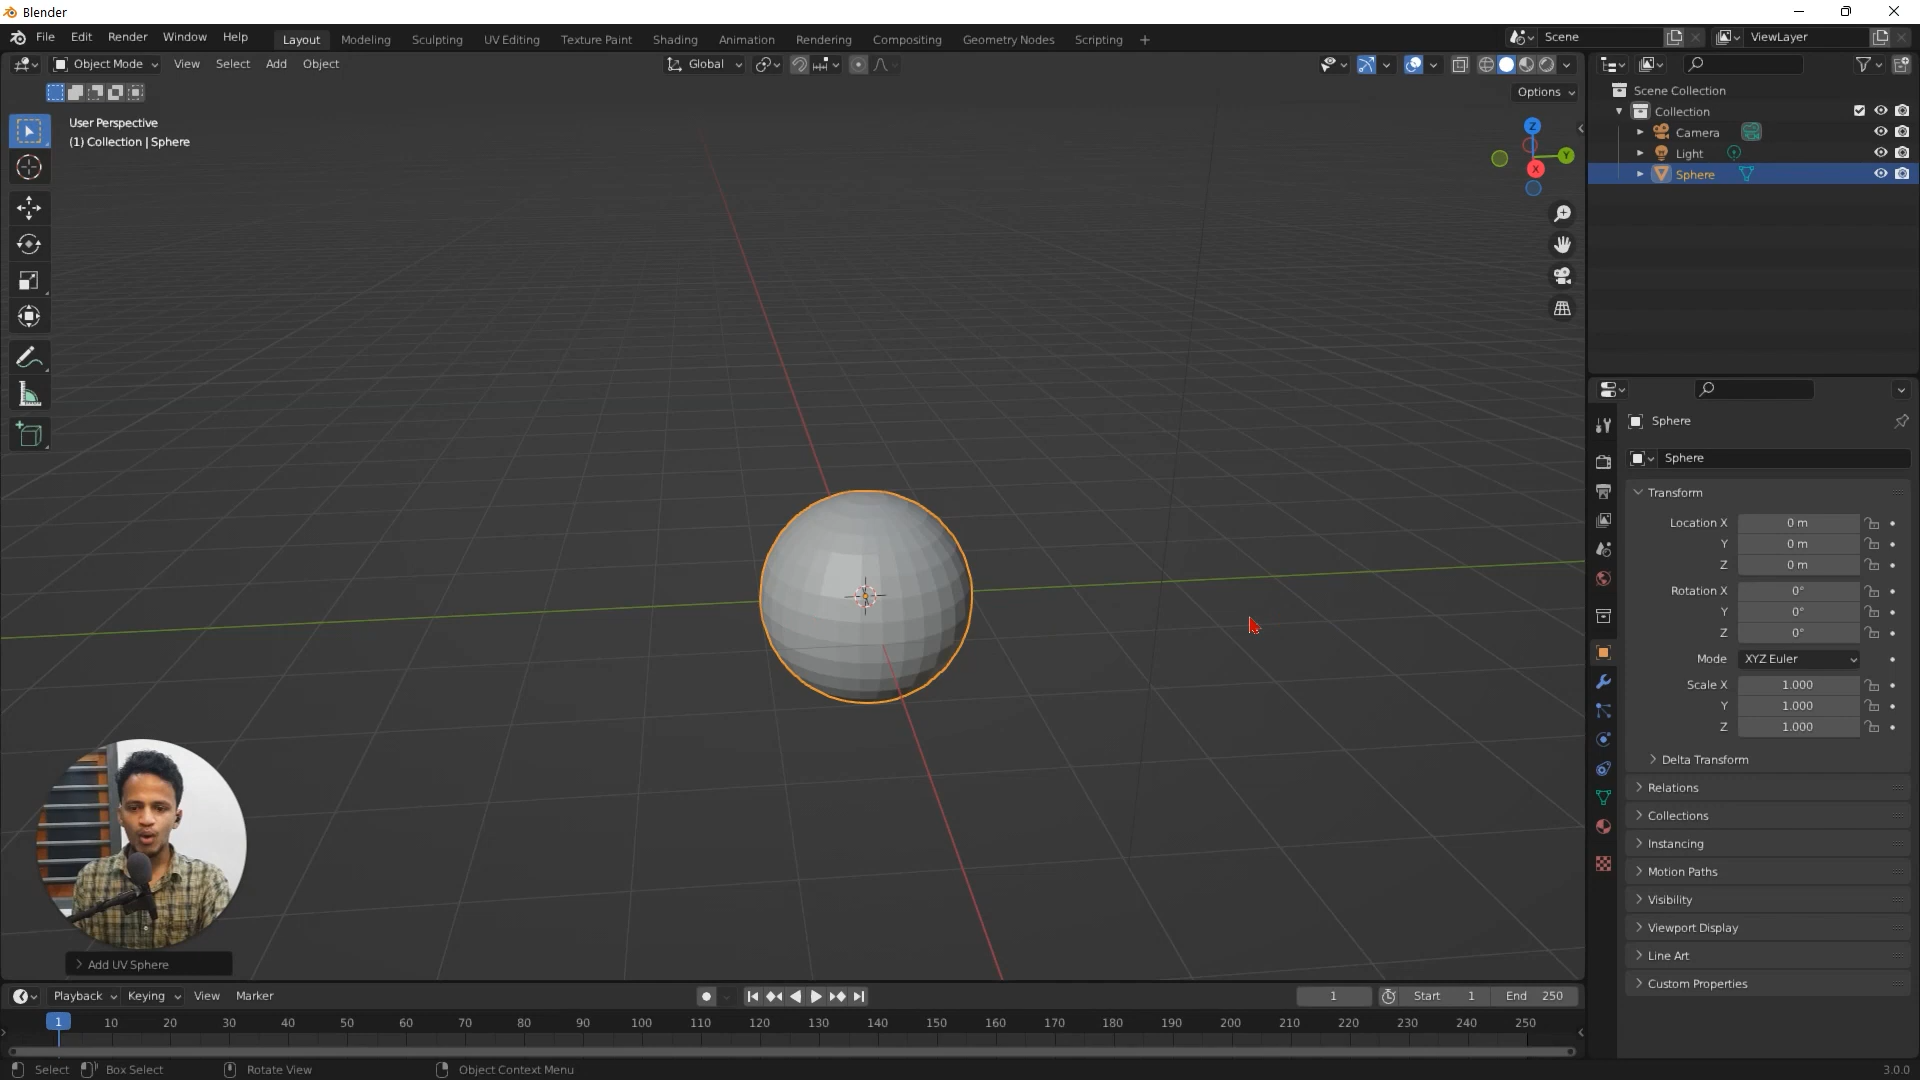 Blender
File Edit Render Window Help
Layout Modeling Sculpting UV Editing Texture Paint Shading Animation Rendering Compositing Geometry Nodes Scripting +
Scene
ViewLayer
Object Mode View Select Add Object
Global
Options
User Perspective
(1) Collection | Sphere
Z
Y
X
Scene Collection
Collection
Camera
Light
Sphere
Sphere
Sphere
Transform
Location X 0 m
Y 0 m
Z 0 m
Rotation X 0°
Y 0°
Z 0°
Mode XYZ Euler
Scale X 1.000
Y 1.000
Z 1.000
Delta Transform
Relations
Collections
Instancing
Motion Paths
Visibility
Viewport Display
Line Art
Custom Properties
Add UV Sphere
Playback Keying View Marker
1 Start 1 End 250
1 10 20 30 40 50 60 70 80 90 100 110 120 130 140 150 160 170 180 190 200 210 220 230 240 250
Select Box Select Rotate View Object Context Menu
3.0.0